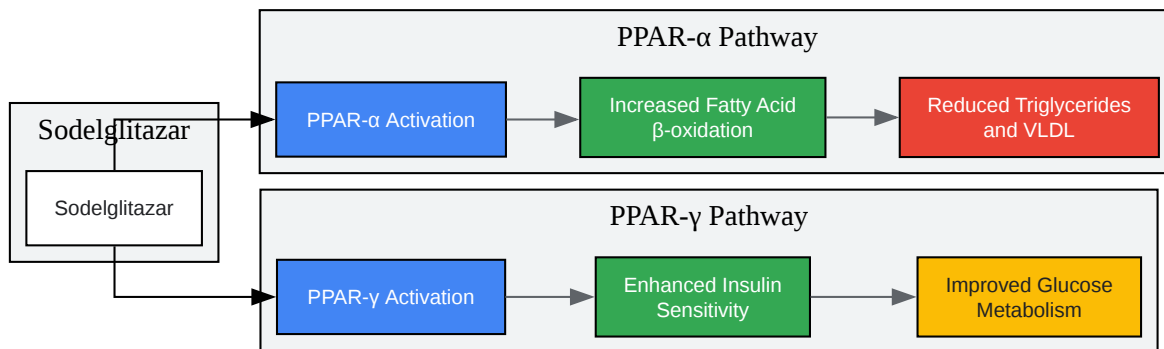 PPAR-α Pathway
PPAR-α Activation
Increased Fatty Acid
β-oxidation
Reduced Triglycerides
and VLDL
Sodelglitazar
Sodelglitazar
PPAR-γ Pathway
PPAR-γ Activation
Enhanced Insulin
Sensitivity
Improved Glucose
Metabolism